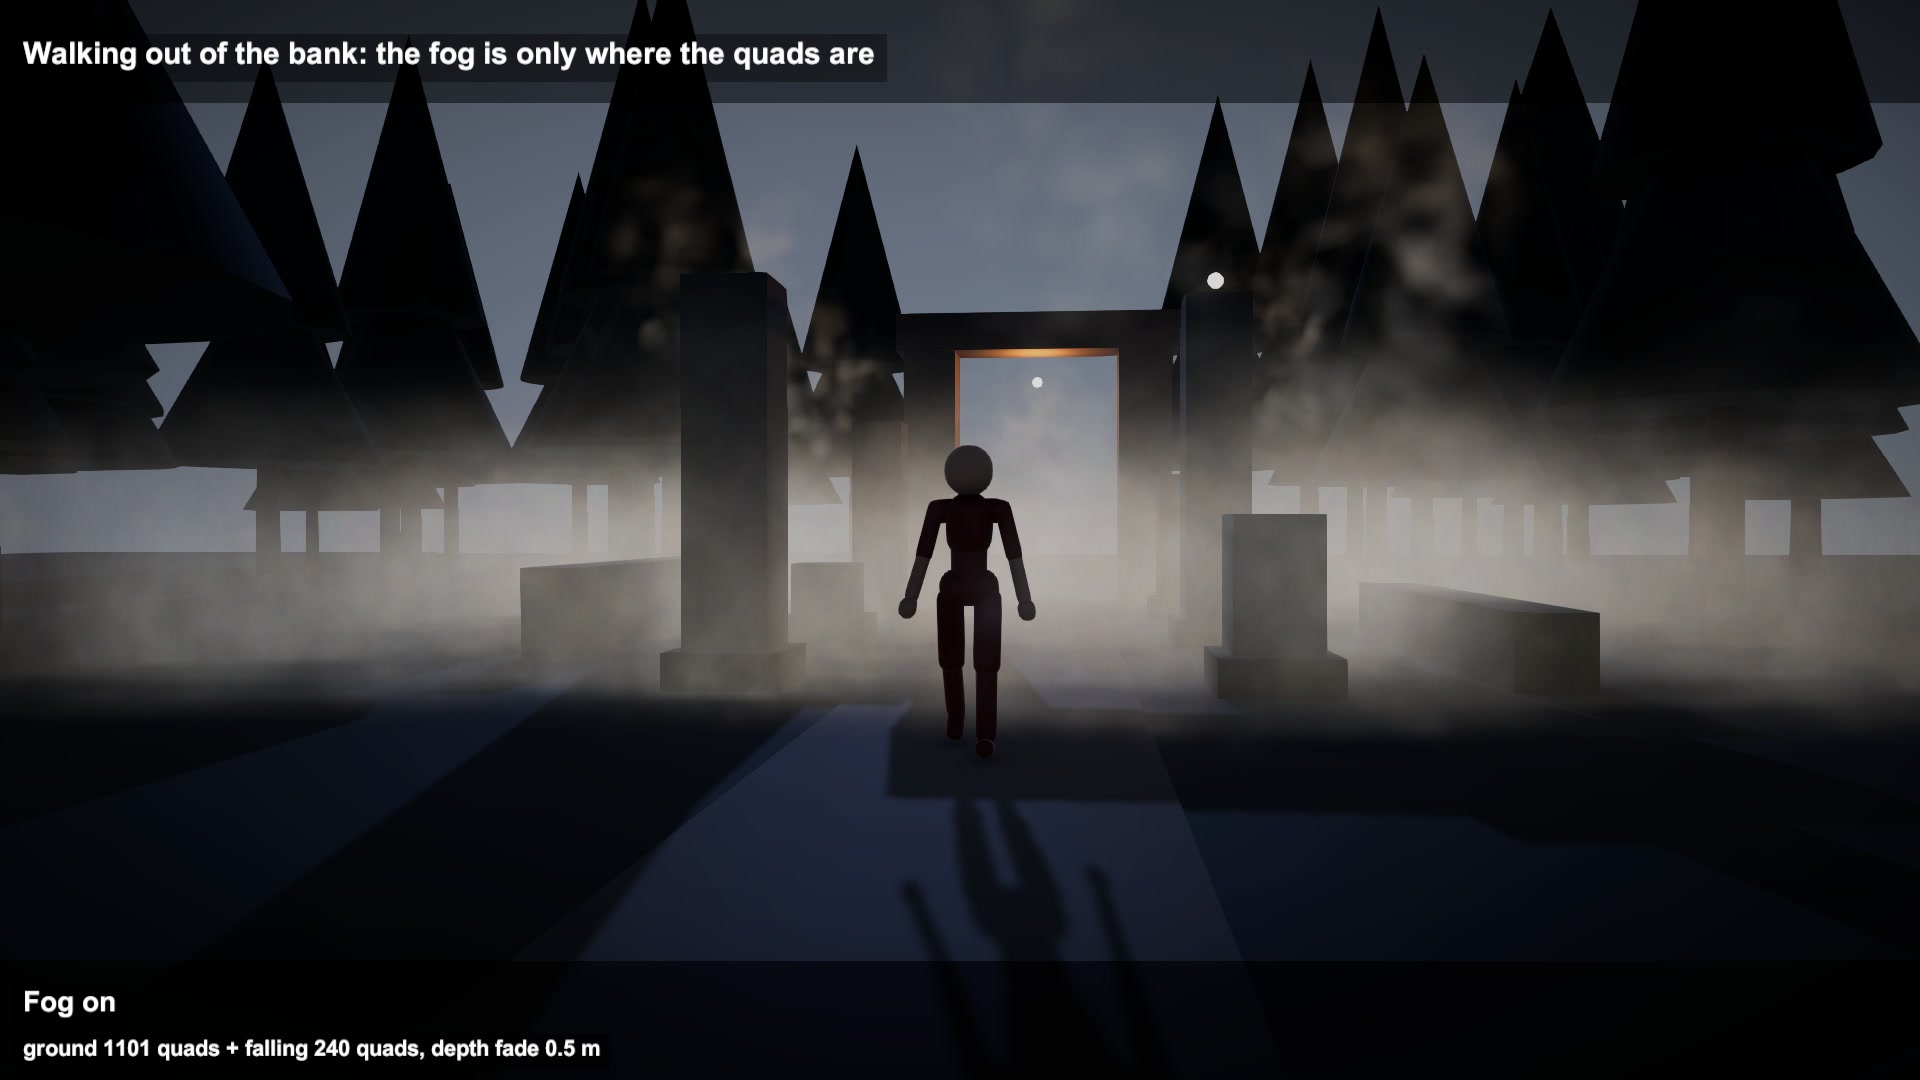 Walking out of the bank: the fog is only where the quads are
Fog on
ground 1101 quads + falling 240 quads, depth fade 0.5 m